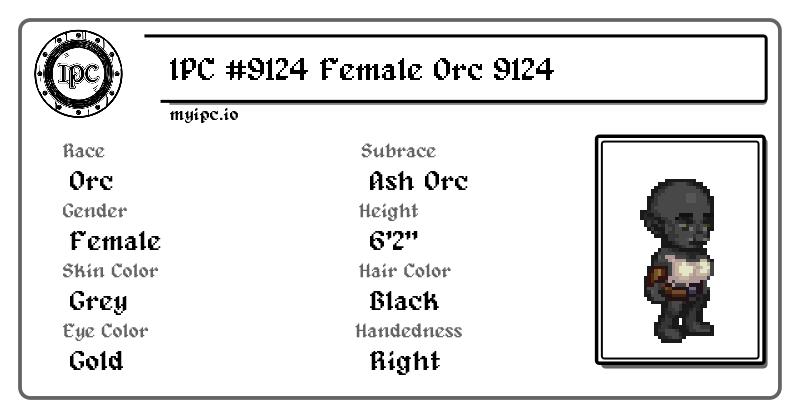 IPC
IPC #9124 Female Orc 9124
myipc.io
Race
Orc
Subrace
Ash Orc
Gender
Female
Height
6'2"
Skin Color
Grey
Hair Color
Black
Eye Color
Gold
Handedness
Right